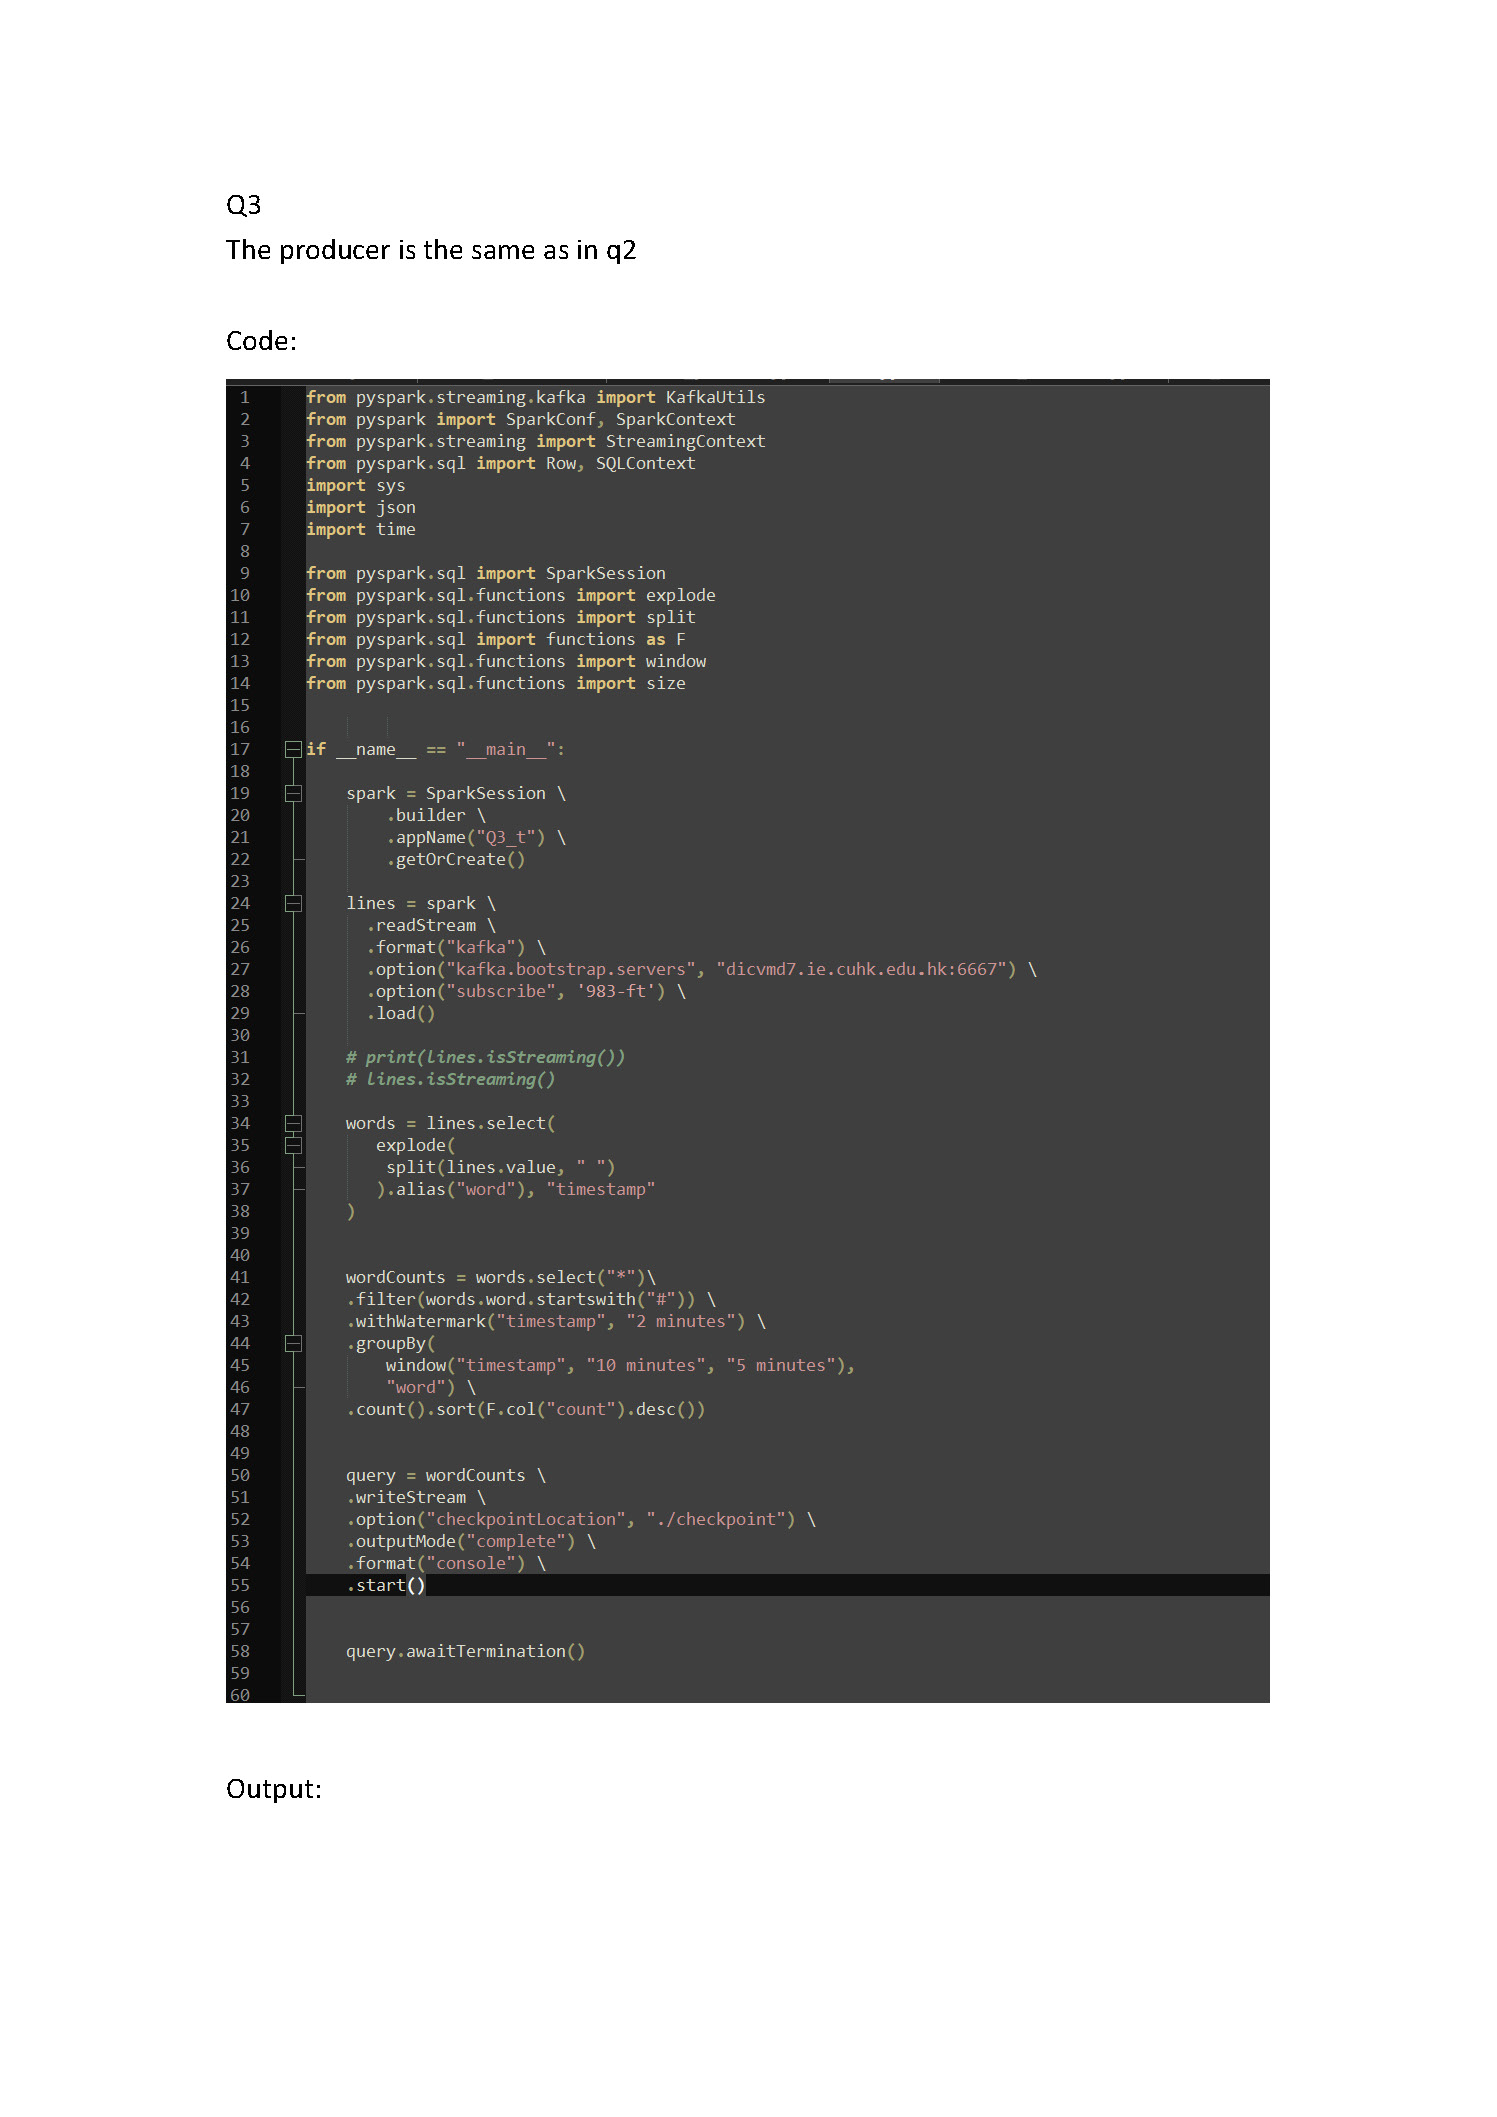 Q3
The producer is the same as in q2
Code:
1 from pyspark.streaming.kafka import KafkaUtils
2 from pyspark import SparkConf, SparkContext
3 from pyspark.streaming import StreamingContext
4 from pyspark.sql import Row, SQLContext
5 import sys
6 import json
7 import time
8
9 from pyspark.sql import SparkSession
10 from pyspark.sql.functions import explode
11 from pyspark.sql.functions import split
12 from pyspark.sql import functions as F
13 from pyspark.sql.functions import window
14 from pyspark.sql.functions import size
15
16
17 if __name__ == "__main__":
18
19 spark = SparkSession \
20 .builder \
21 .appName("Q3_t") \
22 .getOrCreate()
23
24 lines = spark \
25 .readStream \
26 .format("kafka") \
27 .option("kafka.bootstrap.servers", "dicvmd7.ie.cuhk.edu.hk:6667") \
28 .option("subscribe", '983-ft') \
29 .load()
30
31 # print(lines.isStreaming())
32 # lines.isStreaming()
33
34 words = lines.select(
35 explode(
36 split(lines.value, " ")
37 ).alias("word"), "timestamp"
38 )
39
40
41 wordCounts = words.select("*")\
42 .filter(words.word.startswith("#")) \
43 .withWatermark("timestamp", "2 minutes") \
44 .groupBy(
45 window("timestamp", "10 minutes", "5 minutes"),
46 "word") \
47 .count().sort(F.col("count").desc())
48
49
50 query = wordCounts \
51 .writeStream \
52 .option("checkpointLocation", "./checkpoint") \
53 .outputMode("complete") \
54 .format("console") \
55 .start()
56
57
58 query.awaitTermination()
59
60
Output: